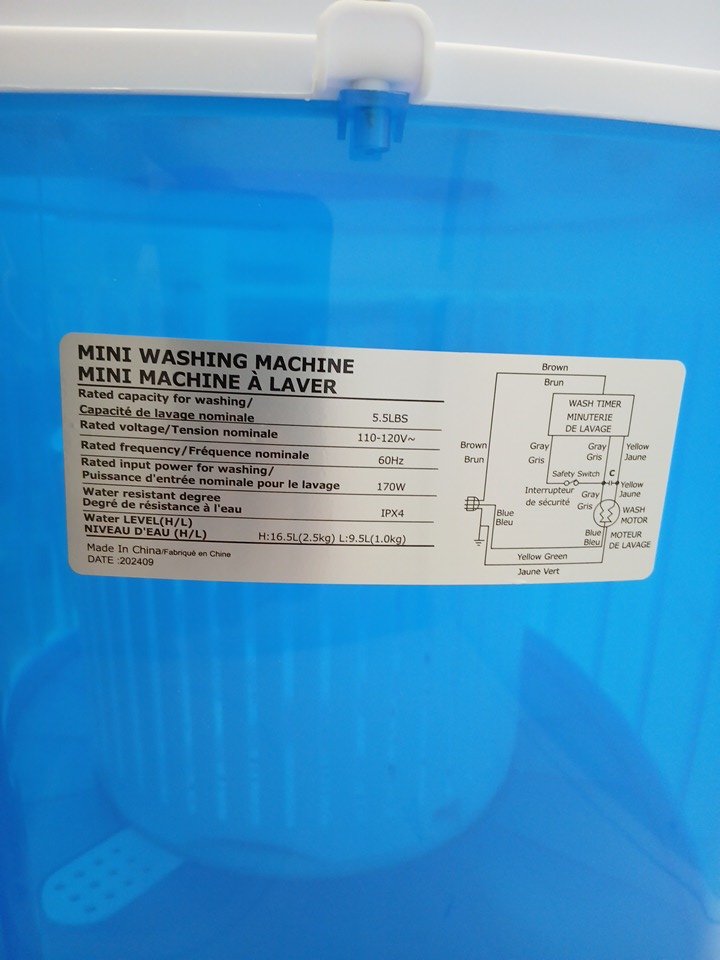 MINI WASHING MACHINE
MINI MACHINE À LAVER
Rated capacity for washing/
Capacité de lavage nominale 5.5LBS
Rated voltage/Tension nominale 110-120V~
Rated frequency/Fréquence nominale 60Hz
Rated input power for washing/
Puissance d'entrée nominale pour le lavage 170W
Water resistant degree
Degré de résistance à l'eau IPX4
Water LEVEL(H/L)
NIVEAU D'EAU (H/L) H:16.5L(2.5kg) L:9.5L(1.0kg)
Made In China/Fabriqué en Chine
DATE :202409
Brown
Brun
WASH TIMER
MINUTERIE
DE LAVAGE
Brown
Brun
Gray
Gris
Gray
Gris
Yellow
Jaune
Safety Switch
C
Interrupteur
de sécurité
Gray
Gris
Yellow
Jaune
WASH
MOTOR
Blue
Bleu
Blue
Bleu
MOTEUR
DE LAVAGE
Yellow Green
Jaune Vert